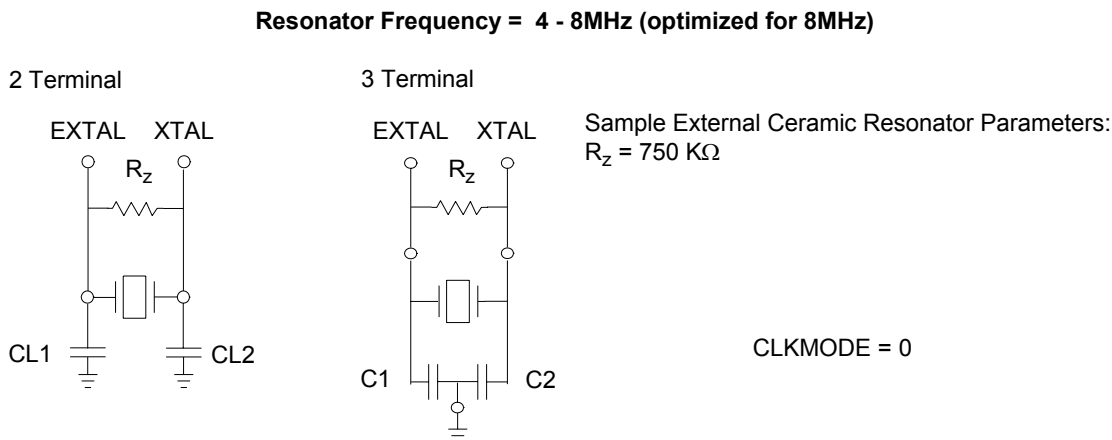 Resonator Frequency = 4 - 8MHz (optimized for 8MHz)
2 Terminal
EXTAL XTAL
Rz
CL1
CL2
3 Terminal
EXTAL XTAL
Rz
C1
C2
Sample External Ceramic Resonator Parameters:
Rz = 750 KΩ
CLKMODE = 0